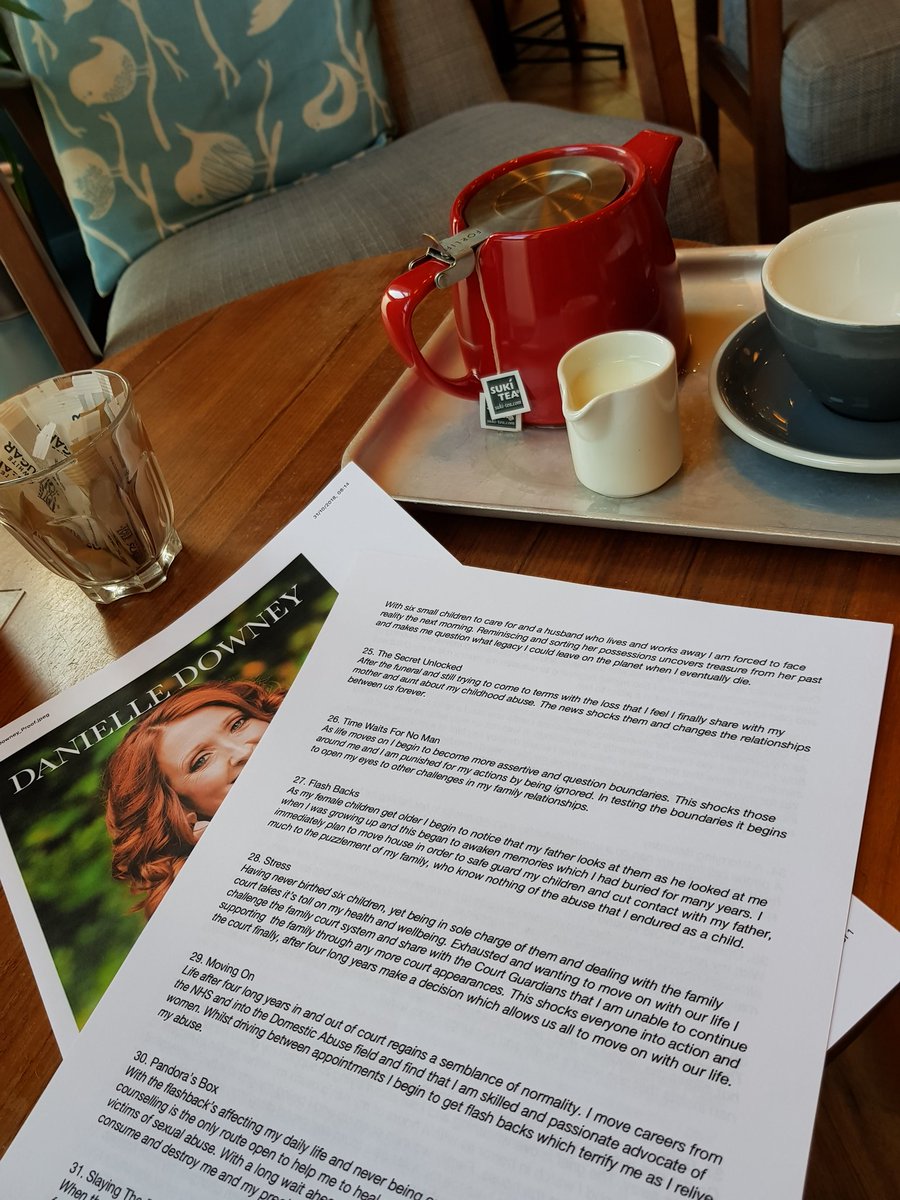 FORLIFE
SUKI
TEA
suki-tea.com
SUGAR
WHITE
31/10/2018, 08:14
Downey_Proof.jpeg
DANIELLE DOWNEY
With six small children to care for and a husband who lives and works away I am forced to face
reality the next morning. Reminiscing and sorting her possessions uncovers treasure from her past
and makes me question what legacy I could leave on the planet when I eventually die.
25. The Secret Unlocked
After the funeral and still trying to come to terms with the loss that I feel I finally share with my
mother and aunt about my childhood abuse. The news shocks them and changes the relationships
between us forever.
26. Time Waits For No Man
As life moves on I begin to become more assertive and question boundaries. This shocks those
around me and I am punished for my actions by being ignored. In testing the boundaries it begins
to open my eyes to other challenges in my family relationships.
27. Flash Backs
As my female children get older I begin to notice that my father looks at them as he looked at me
when I was growing up and this began to awaken memories which I had buried for many years. I
immediately plan to move house in order to safe guard my children and cut contact with my father,
much to the puzzlement of my family, who know nothing of the abuse that I endured as a child.
28. Stress
Having never birthed six children, yet being in sole charge of them and dealing with the family
court takes it's toll on my health and wellbeing. Exhausted and wanting to move on with our life I
challenge the family court system and share with the Court Guardians that I am unable to continue
supporting the family through any more court appearances. This shocks everyone into action and
the court finally, after four long years make a decision which allows us all to move on with our life.
29. Moving On
Life after four long years in and out of court regains a semblance of normality. I move careers from
the NHS and into the Domestic Abuse field and find that I am skilled and passionate advocate of
women. Whilst driving between appointments I begin to get flash backs which terrify me as I relive
my abuse.
30. Pandora's Box
With the flashback's affecting my daily life and never being
counselling is the only route open to help me to heal
victims of sexual abuse. With a long wait
consume and destroy me and my
31. Slaying The
When